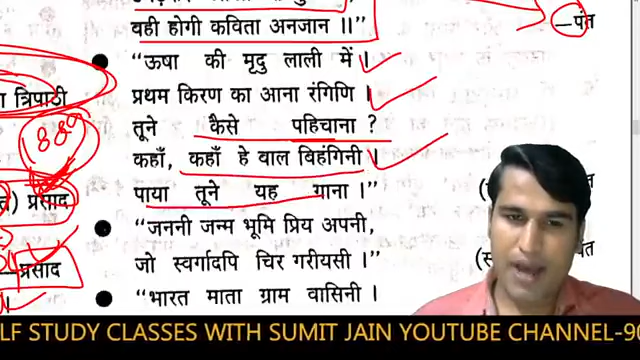 वही होगी कविता अनजान॥"
—पंत
"ऊषा की मृदु लाली में।
त्रिपाठी
प्रथम किरण का आना रंगिणि।
889
तूने कैसे पहिचाना ?
कहाँ, कहाँ हे बाल विहंगिनी।
प्रसाद
पाया तूने यह गाना।"
"जननी जन्म भूमि प्रिय अपनी,
—प्रसाद
जो स्वर्गादपि चिर गरीयसी।"
"भारत माता ग्राम वासिनी।
LF STUDY CLASSES WITH SUMIT JAIN YOUTUBE CHANNEL-90